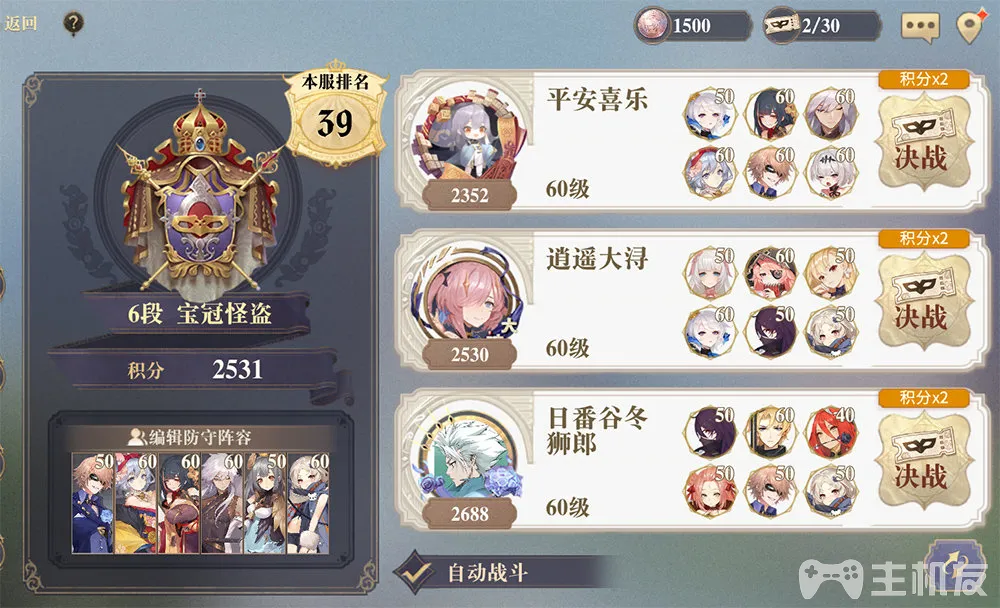 返回
?
1500
2/30
本服排名
39
6段 宝冠怪盗
积分 2531
编辑防守阵容
50 60 60 60 50 60
平安喜乐
2352
60级
50 60 60
60 60 60
积分x2
决战
逍遥大浔
大
2530
60级
50 60 50
60 50 50
积分x2
决战
日番谷冬
狮郎
2688
60级
50 60 40
50 50 50
积分x2
决战
自动战斗
主机友